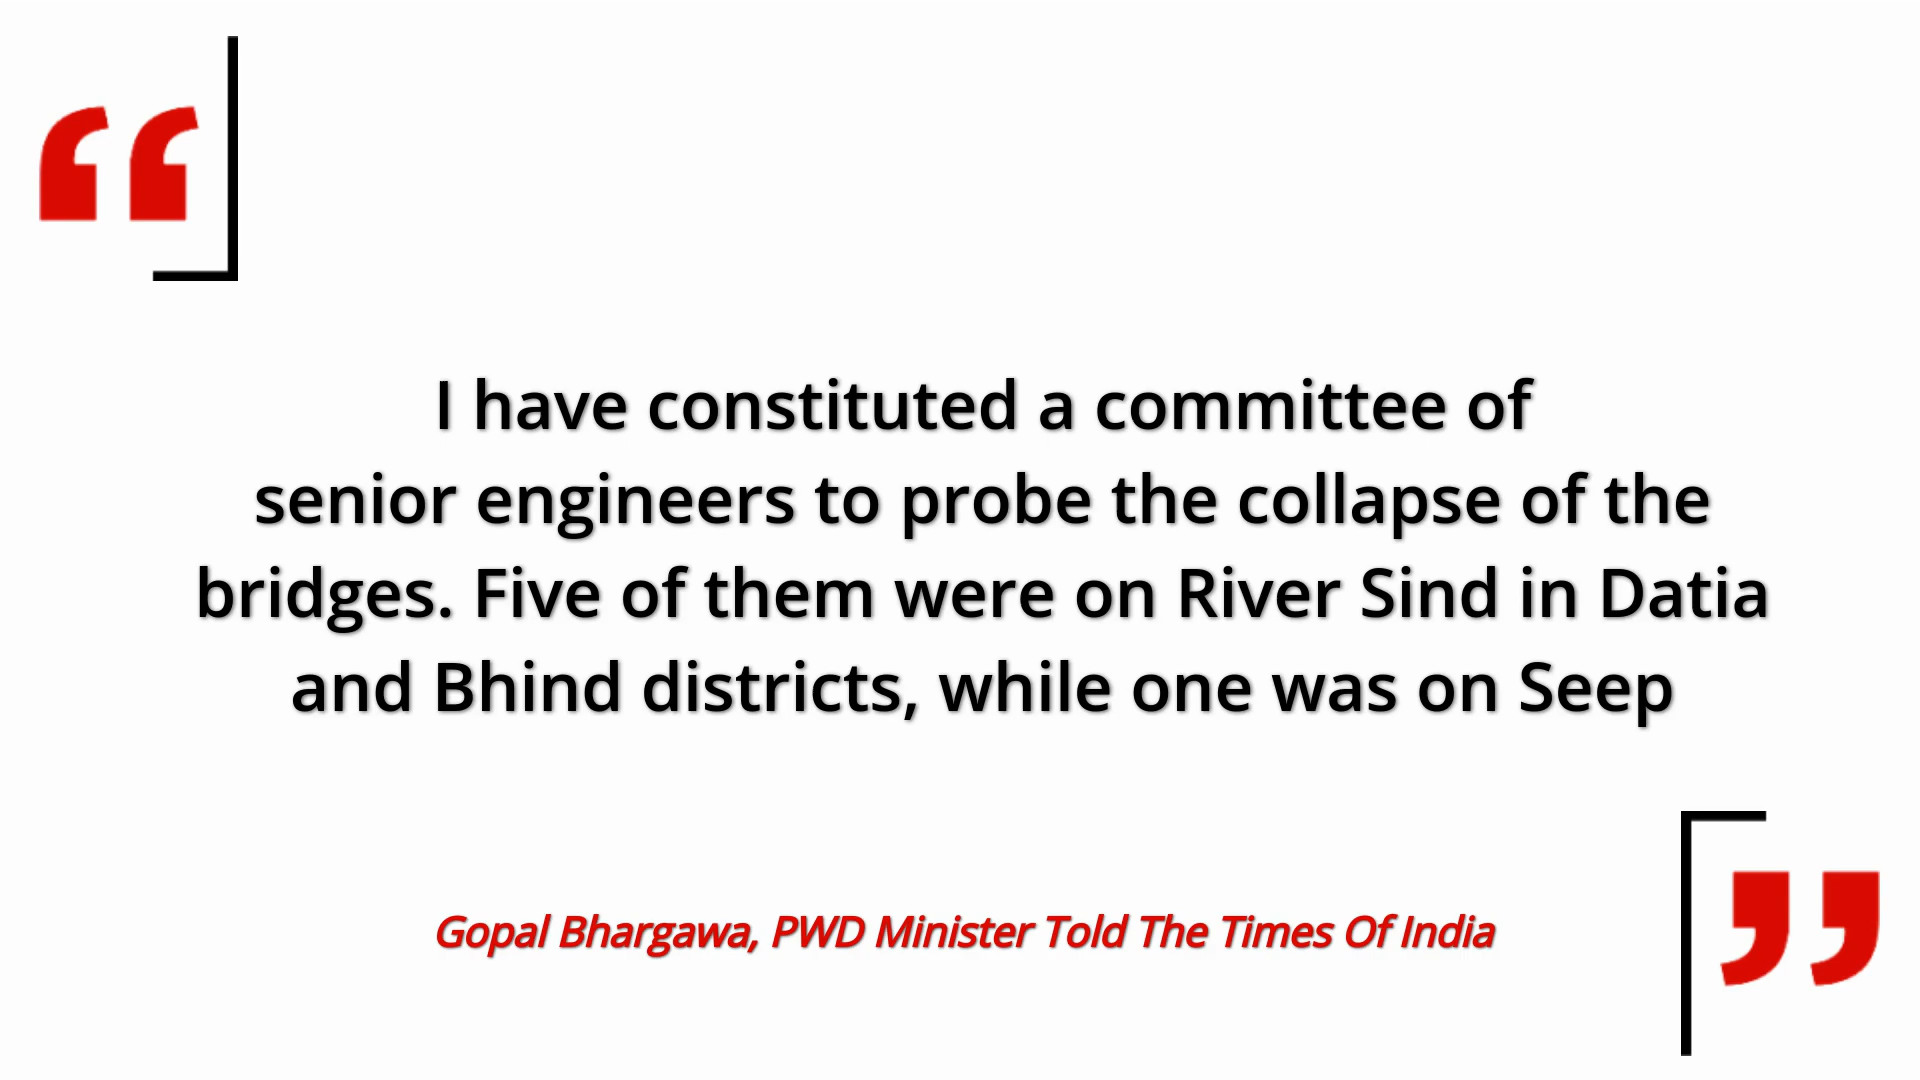 I have constituted a committee of
senior engineers to probe the collapse of the
bridges. Five of them were on River Sind in Datia
and Bhind districts, while one was on Seep
Gopal Bhargawa, PWD Minister Told The Times Of India